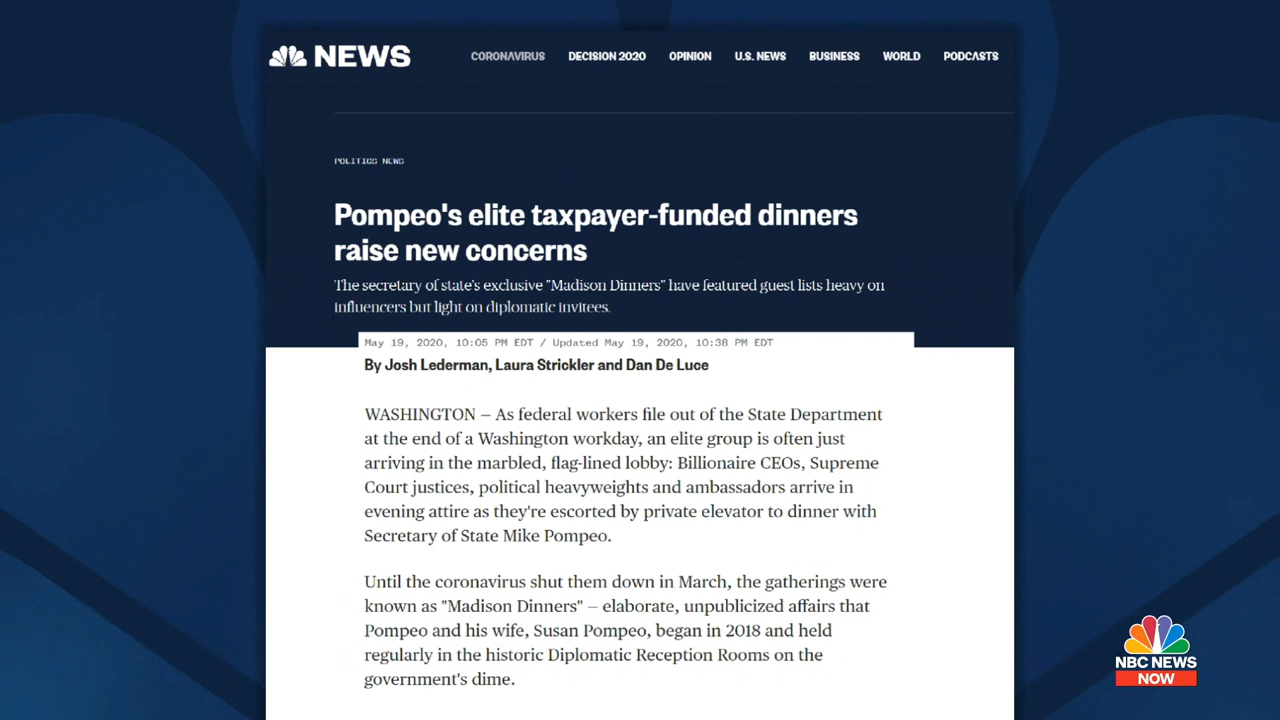 NEWS
CORONAVIRUS DECISION 2020 OPINION U.S. NEWS BUSINESS WORLD PODCASTS
POLITICS NEWS
Pompeo's elite taxpayer-funded dinners
raise new concerns
The secretary of state's exclusive "Madison Dinners" have featured guest lists heavy on
influencers but light on diplomatic invitees.
May 19, 2020, 10:05 PM EDT / Updated May 19, 2020, 10:38 PM EDT
By Josh Lederman, Laura Strickler and Dan De Luce
WASHINGTON — As federal workers file out of the State Department
at the end of a Washington workday, an elite group is often just
arriving in the marbled, flag-lined lobby: Billionaire CEOs, Supreme
Court justices, political heavyweights and ambassadors arrive in
evening attire as they're escorted by private elevator to dinner with
Secretary of State Mike Pompeo.
Until the coronavirus shut them down in March, the gatherings were
known as "Madison Dinners" — elaborate, unpublicized affairs that
Pompeo and his wife, Susan Pompeo, began in 2018 and held
regularly in the historic Diplomatic Reception Rooms on the
government's dime.
NBC NEWS
NOW